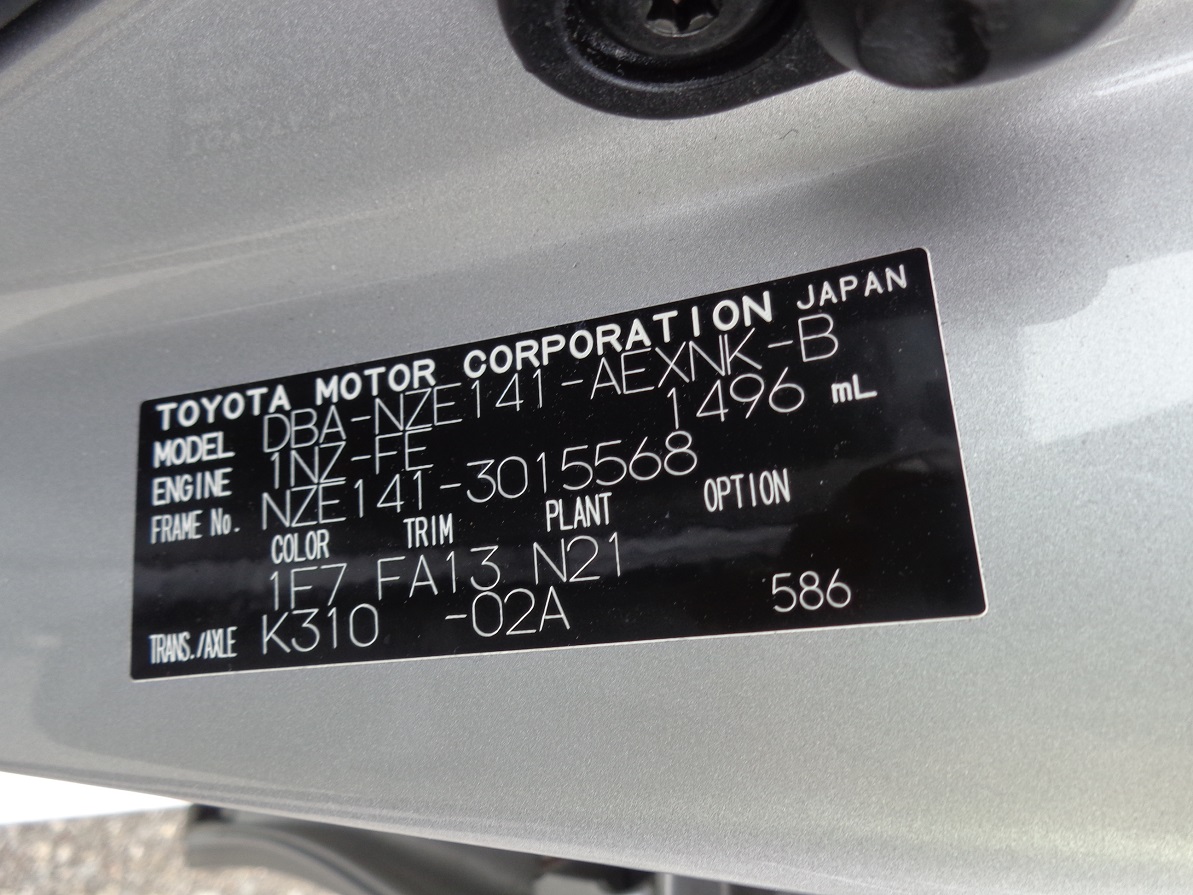 TOYOTA MOTOR CORPORATION JAPAN
MODEL DBA-NZE141-AEXNK-B
ENGINE 1NZ-FE 1496 mL
FRAME No. NZE141-3015568
COLOR TRIM PLANT OPTION
1F7 FA13 N21
TRANS./AXLE K310 -02A 586